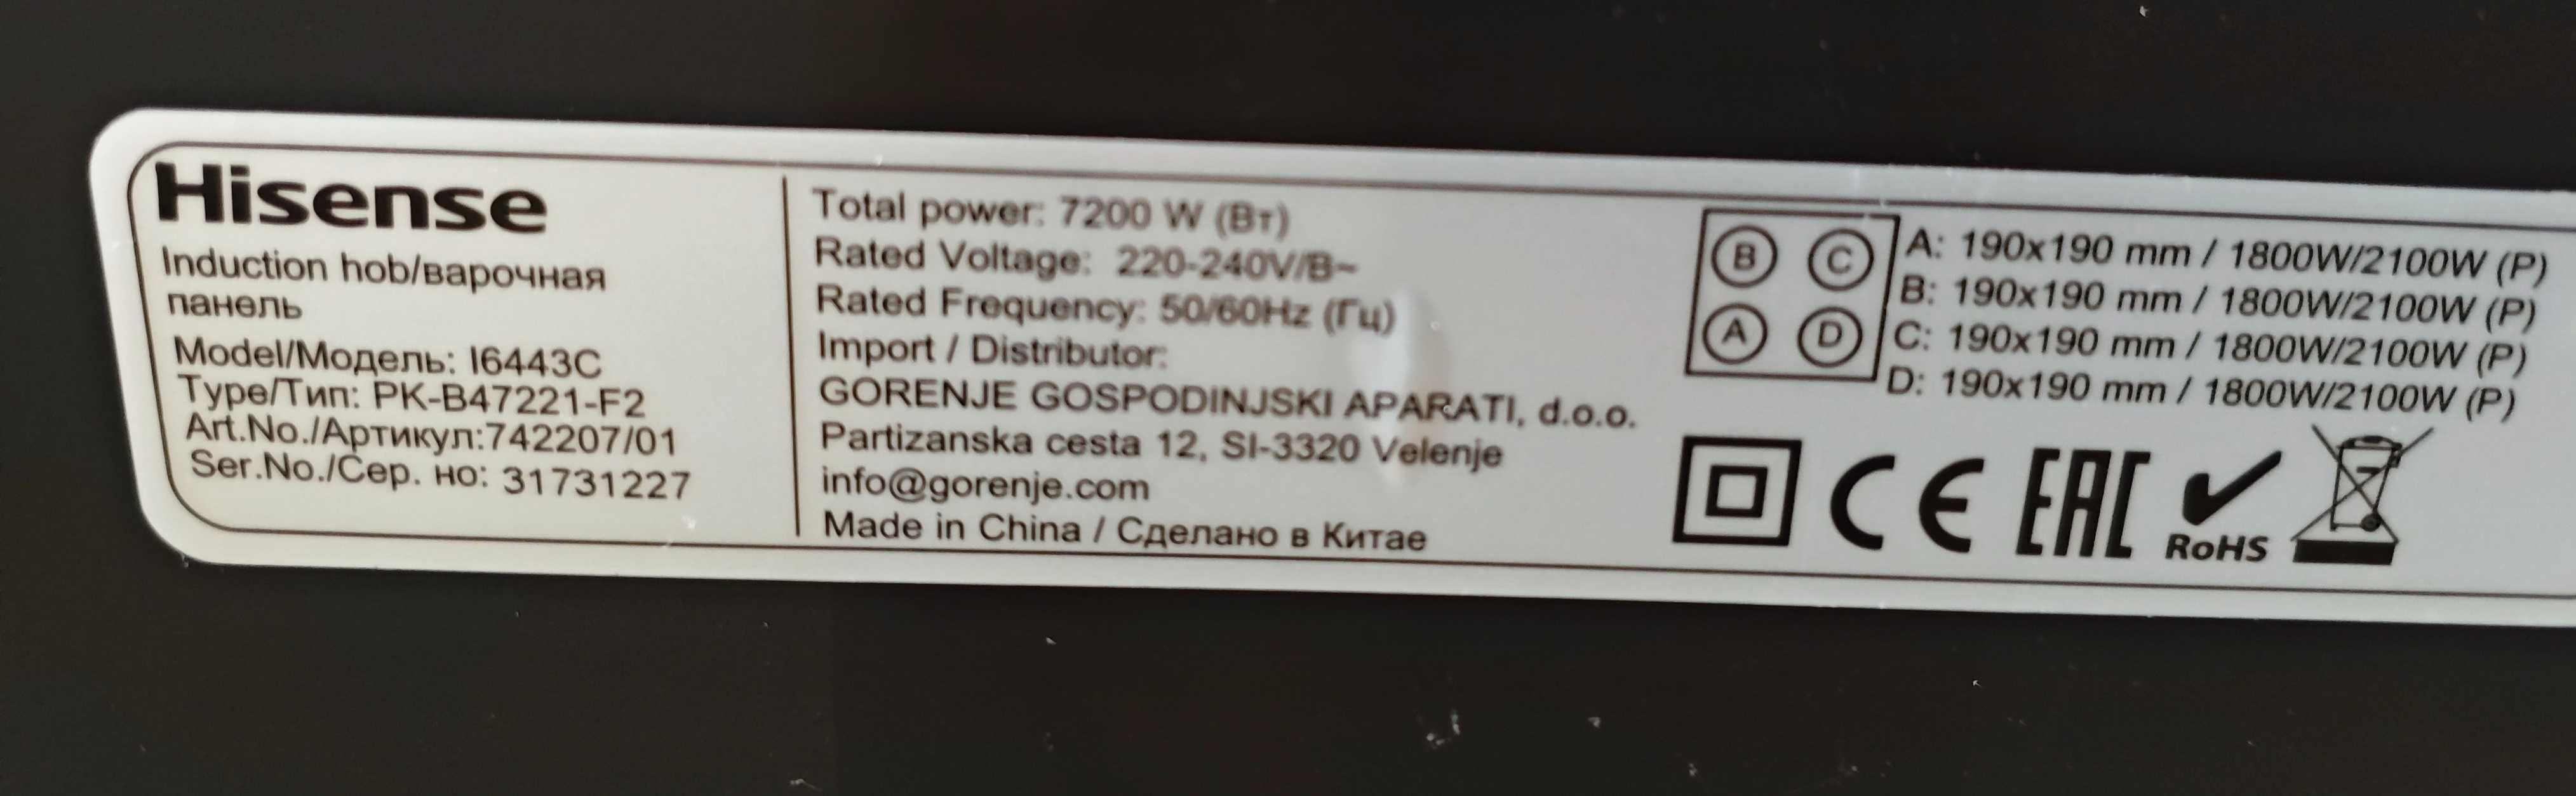 Hisense
Induction hob/варочная
панель
Model/Модель: I6443C
Type/Тип: PK-B47221-F2
Art.No./Артикул:742207/01
Ser.No./Сер. но: 31731227
Total power: 7200 W (Вт)
Rated Voltage: 220-240V/В~
Rated Frequency: 50/60Hz (Гц)
Import / Distributor:
GORENJE GOSPODINJSKI APARATI, d.o.o.
Partizanska cesta 12, SI-3320 Velenje
info@gorenje.com
Made in China / Сделано в Китае
B C
A D
A: 190x190 mm / 1800W/2100W (P)
B: 190x190 mm / 1800W/2100W (P)
C: 190x190 mm / 1800W/2100W (P)
D: 190x190 mm / 1800W/2100W (P)
CE EAC RoHS